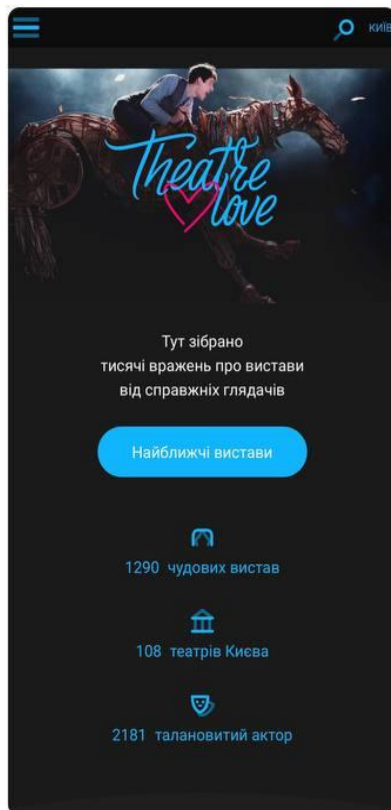 київ
Theatre
love
Тут зібрано
тисячі вражень про вистави
від справжніх глядачів
Найближчі вистави
1290 чудових вистав
108 театрів Києва
2181 талановитий актор